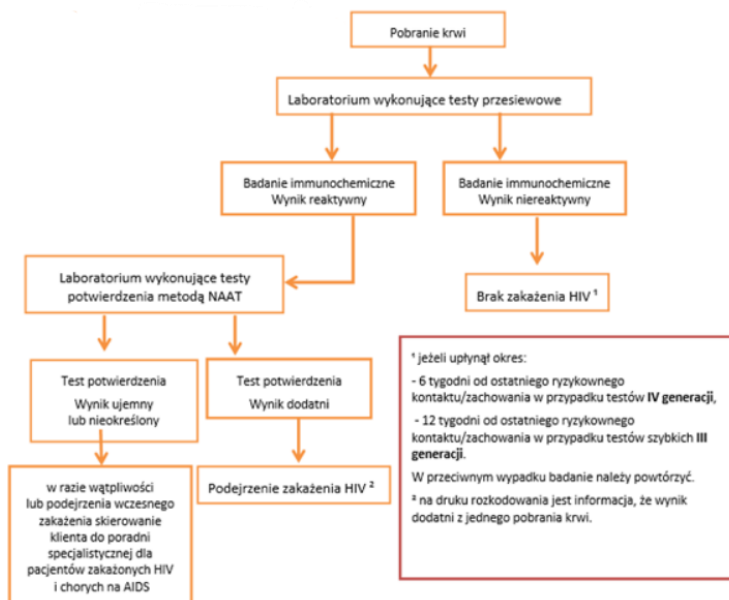 Pobranie krwi
Laboratorium wykonujące testy przesiewowe
Badanie immunochemiczne
Wynik reaktywny
Badanie immunochemiczne
Wynik niereaktywny
Laboratorium wykonujące testy
potwierdzenia metodą NAAT
Brak zakażenia HIV ¹
Test potwierdzenia
Wynik ujemny
lub nieokreślony
Test potwierdzenia
Wynik dodatni
w razie wątpliwości
lub podejrzenia wczesnego
zakażenia skierowanie
klienta do poradni
specjalistycznej dla
pacjentów zakażonych HIV
i chorych na AIDS
Podejrzenie zakażenia HIV ²
¹ jeżeli upłynął okres:
- 6 tygodni od ostatniego ryzykownego
kontaktu/zachowania w przypadku testów IV generacji,
- 12 tygodni od ostatniego ryzykownego
kontaktu/zachowania w przypadku testów szybkich III
generacji.
W przeciwnym wypadku badanie należy powtórzyć.
² na druku rozkodowania jest informacja, że wynik
dodatni z jednego pobrania krwi.